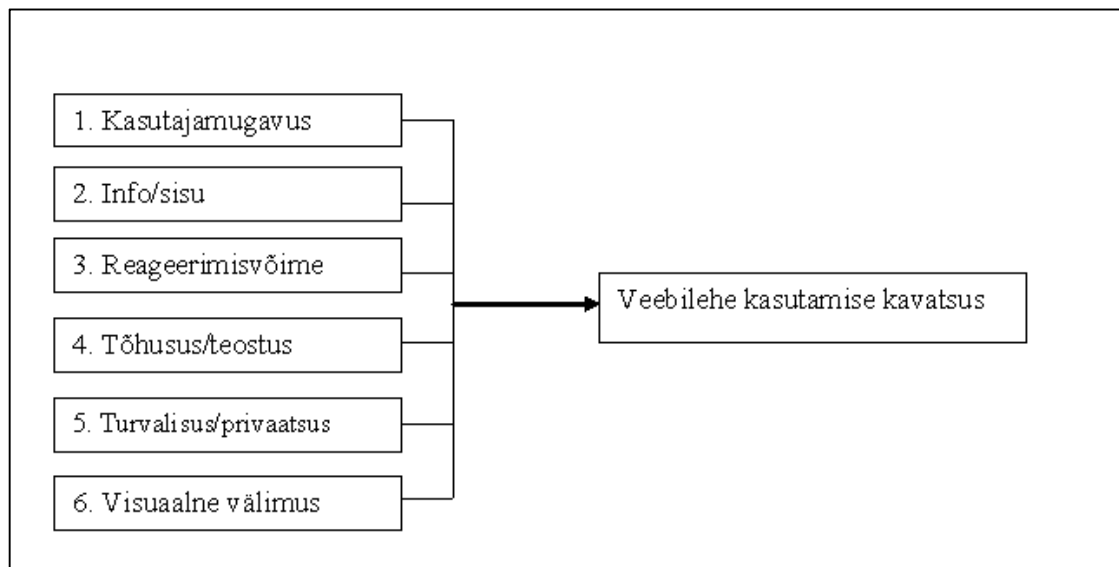 1. Kasutajamugavus
2. Info/sisu
3. Reageerimisvõime
4. Tõhusus/teostus
5. Turvalisus/privaatsus
6. Visuaalne välimus
Veebilehe kasutamise kavatsus